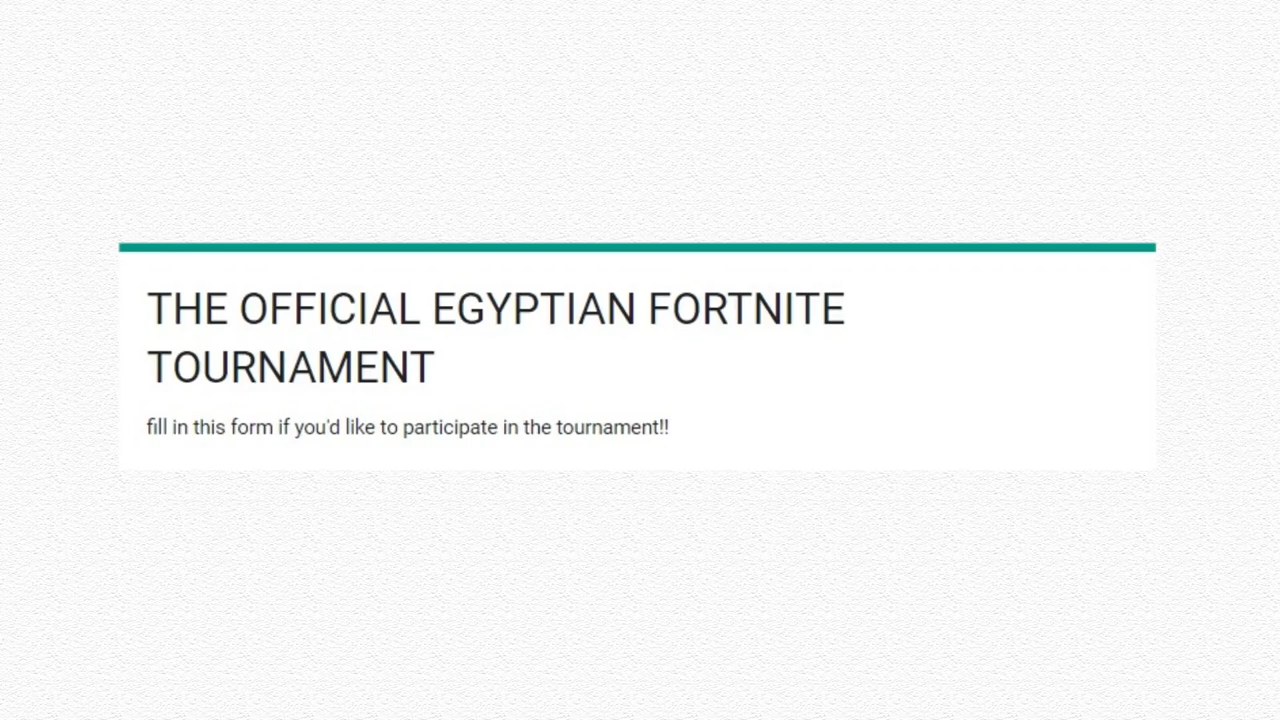 THE OFFICIAL EGYPTIAN FORTNITE
TOURNAMENT
fill in this form if you'd like to participate in the tournament!!